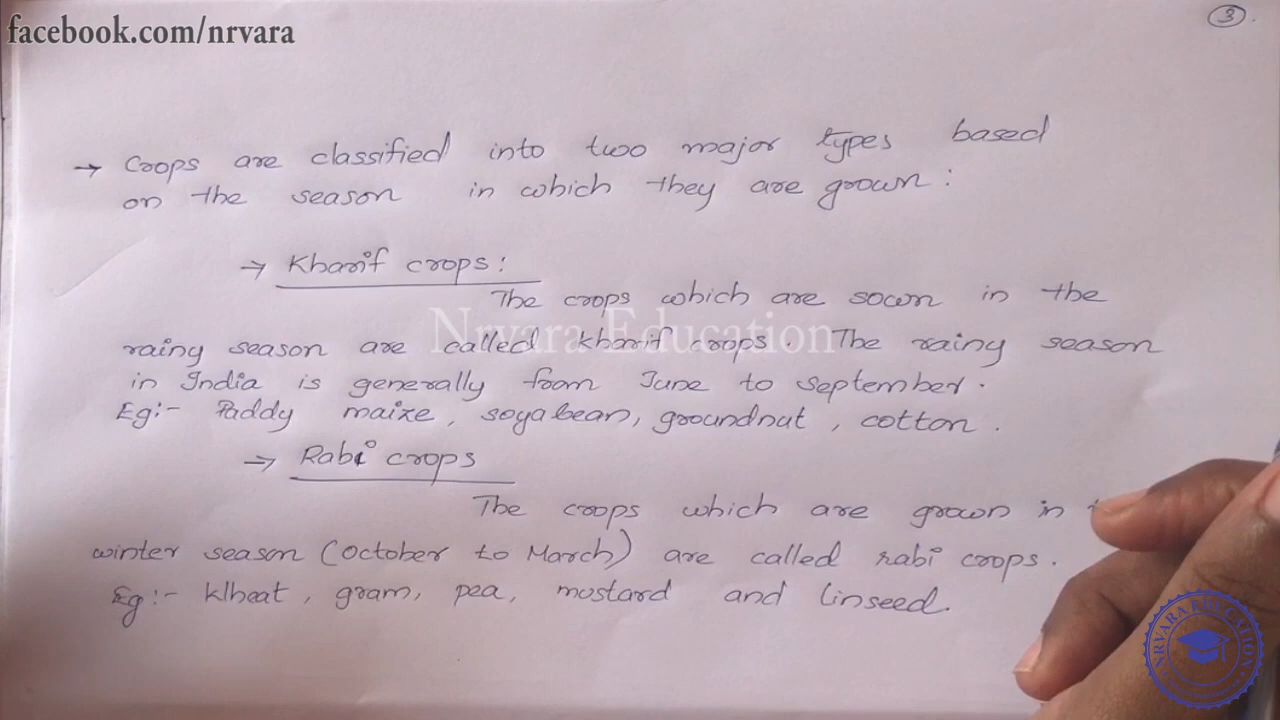 facebook.com/nrvara
3
→ Crops are classified into two major types based
on the season in which they are grown:
→ Kharif crops:
The crops which are sown in the
Nrvara Education
rainy season are called kharif crops. The rainy season
in India is generally from June to September.
Eg:- Paddy maize, soyabean, groundnut, cotton.
→ Rabi crops
The crops which are grown in
winter season (October to March) are called rabi crops.
Eg:- Wheat, gram, pea, mustard and linseed.
NRVARA EDUCATION